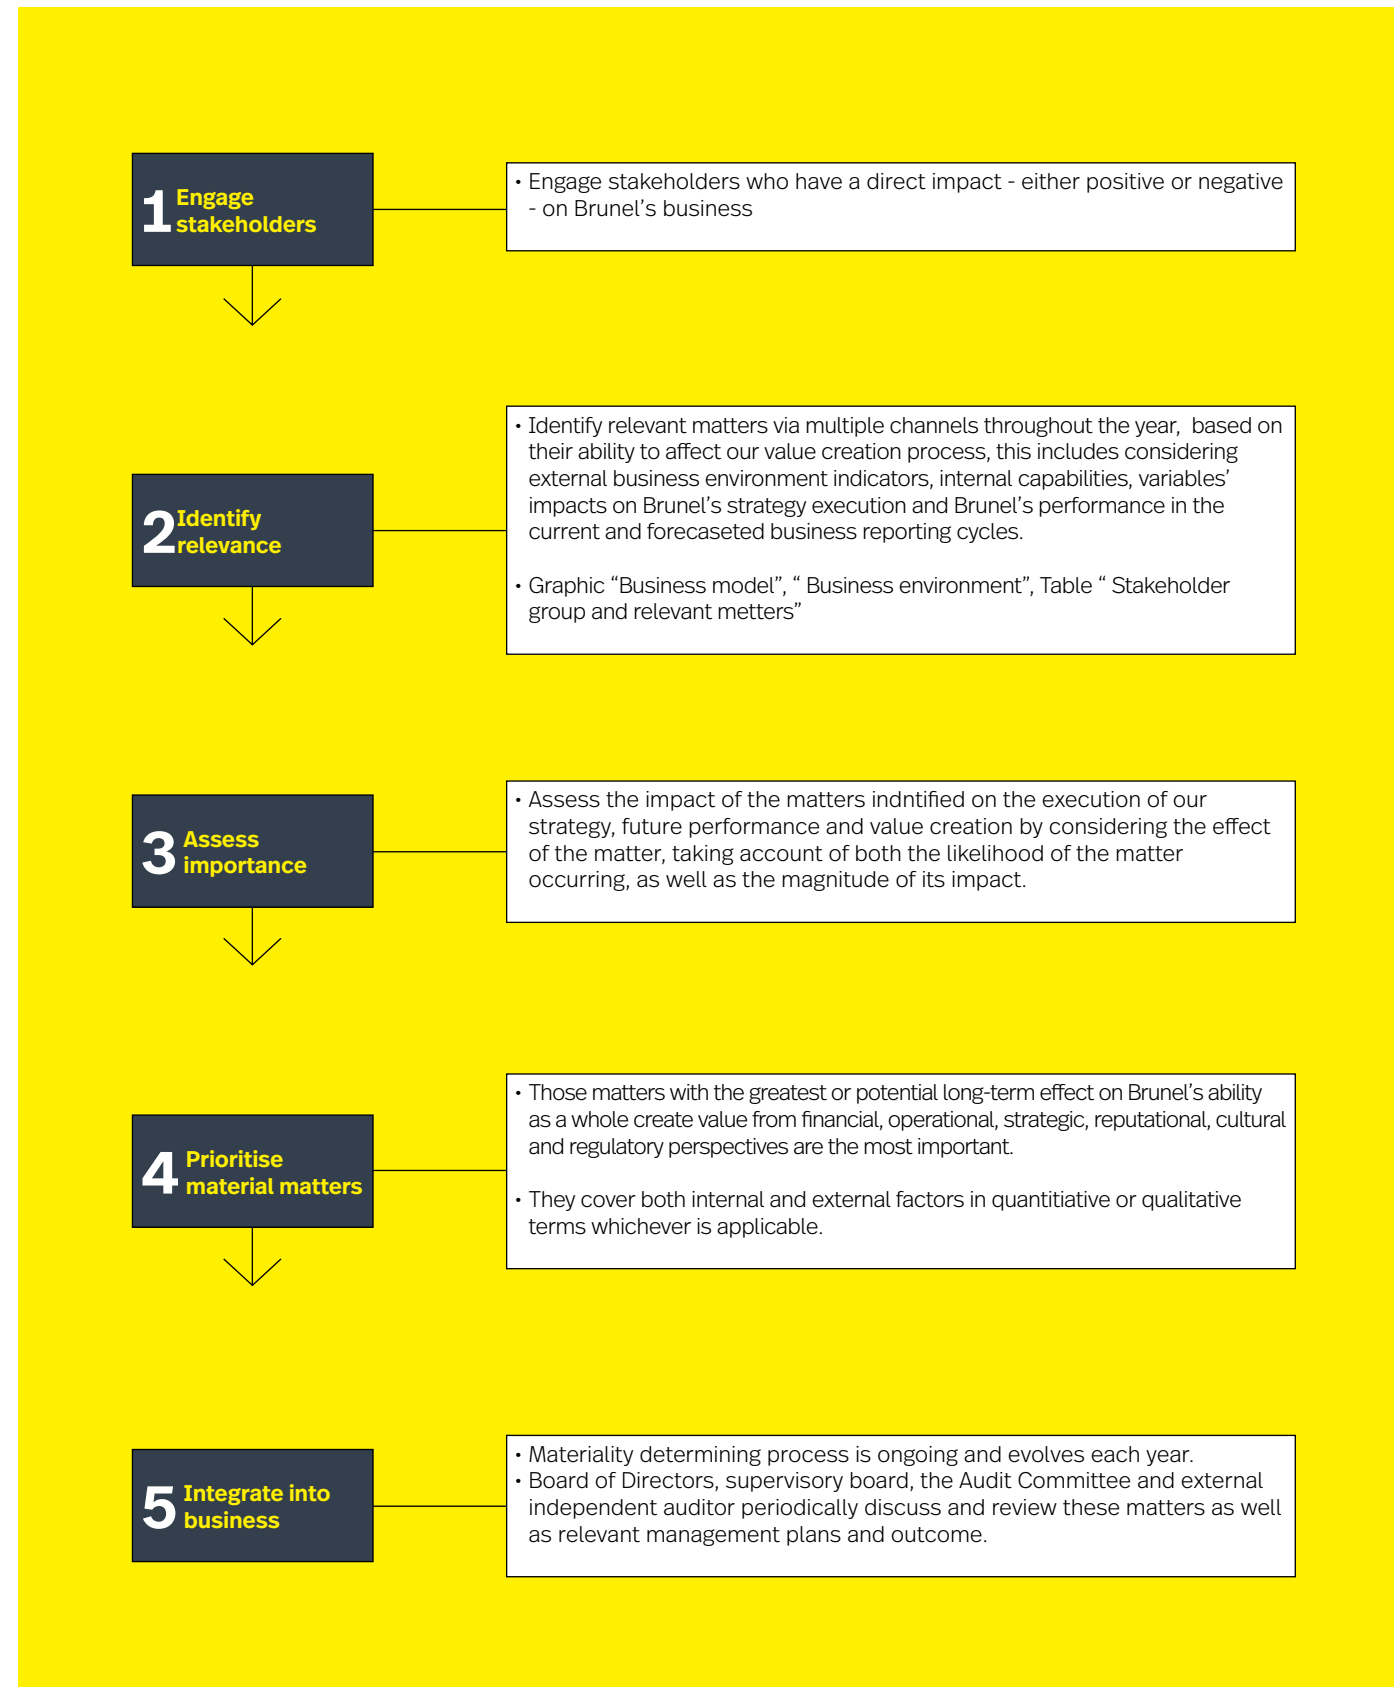 1 Engage
stakeholders
• Engage stakeholders who have a direct impact - either positive or negative
- on Brunel’s business
2 Identify
relevance
• Identify relevant matters via multiple channels throughout the year, based on
their ability to affect our value creation process, this includes considering
external business environment indicators, internal capabilities, variables’
impacts on Brunel’s strategy execution and Brunel’s performance in the
current and forecaseted business reporting cycles.
• Graphic “Business model”, “ Business environment”, Table “ Stakeholder
group and relevant metters”
3 Assess
importance
• Assess the impact of the matters indntified on the execution of our
strategy, future performance and value creation by considering the effect
of the matter, taking account of both the likelihood of the matter
occurring, as well as the magnitude of its impact.
4 Prioritise
material matters
• Those matters with the greatest or potential long-term effect on Brunel’s ability
as a whole create value from financial, operational, strategic, reputational, cultural
and regulatory perspectives are the most important.
• They cover both internal and external factors in quantitiative or qualitative
terms whichever is applicable.
5 Integrate into
business
• Materiality determining process is ongoing and evolves each year.
• Board of Directors, supervisory board, the Audit Committee and external
independent auditor periodically discuss and review these matters as well
as relevant management plans and outcome.